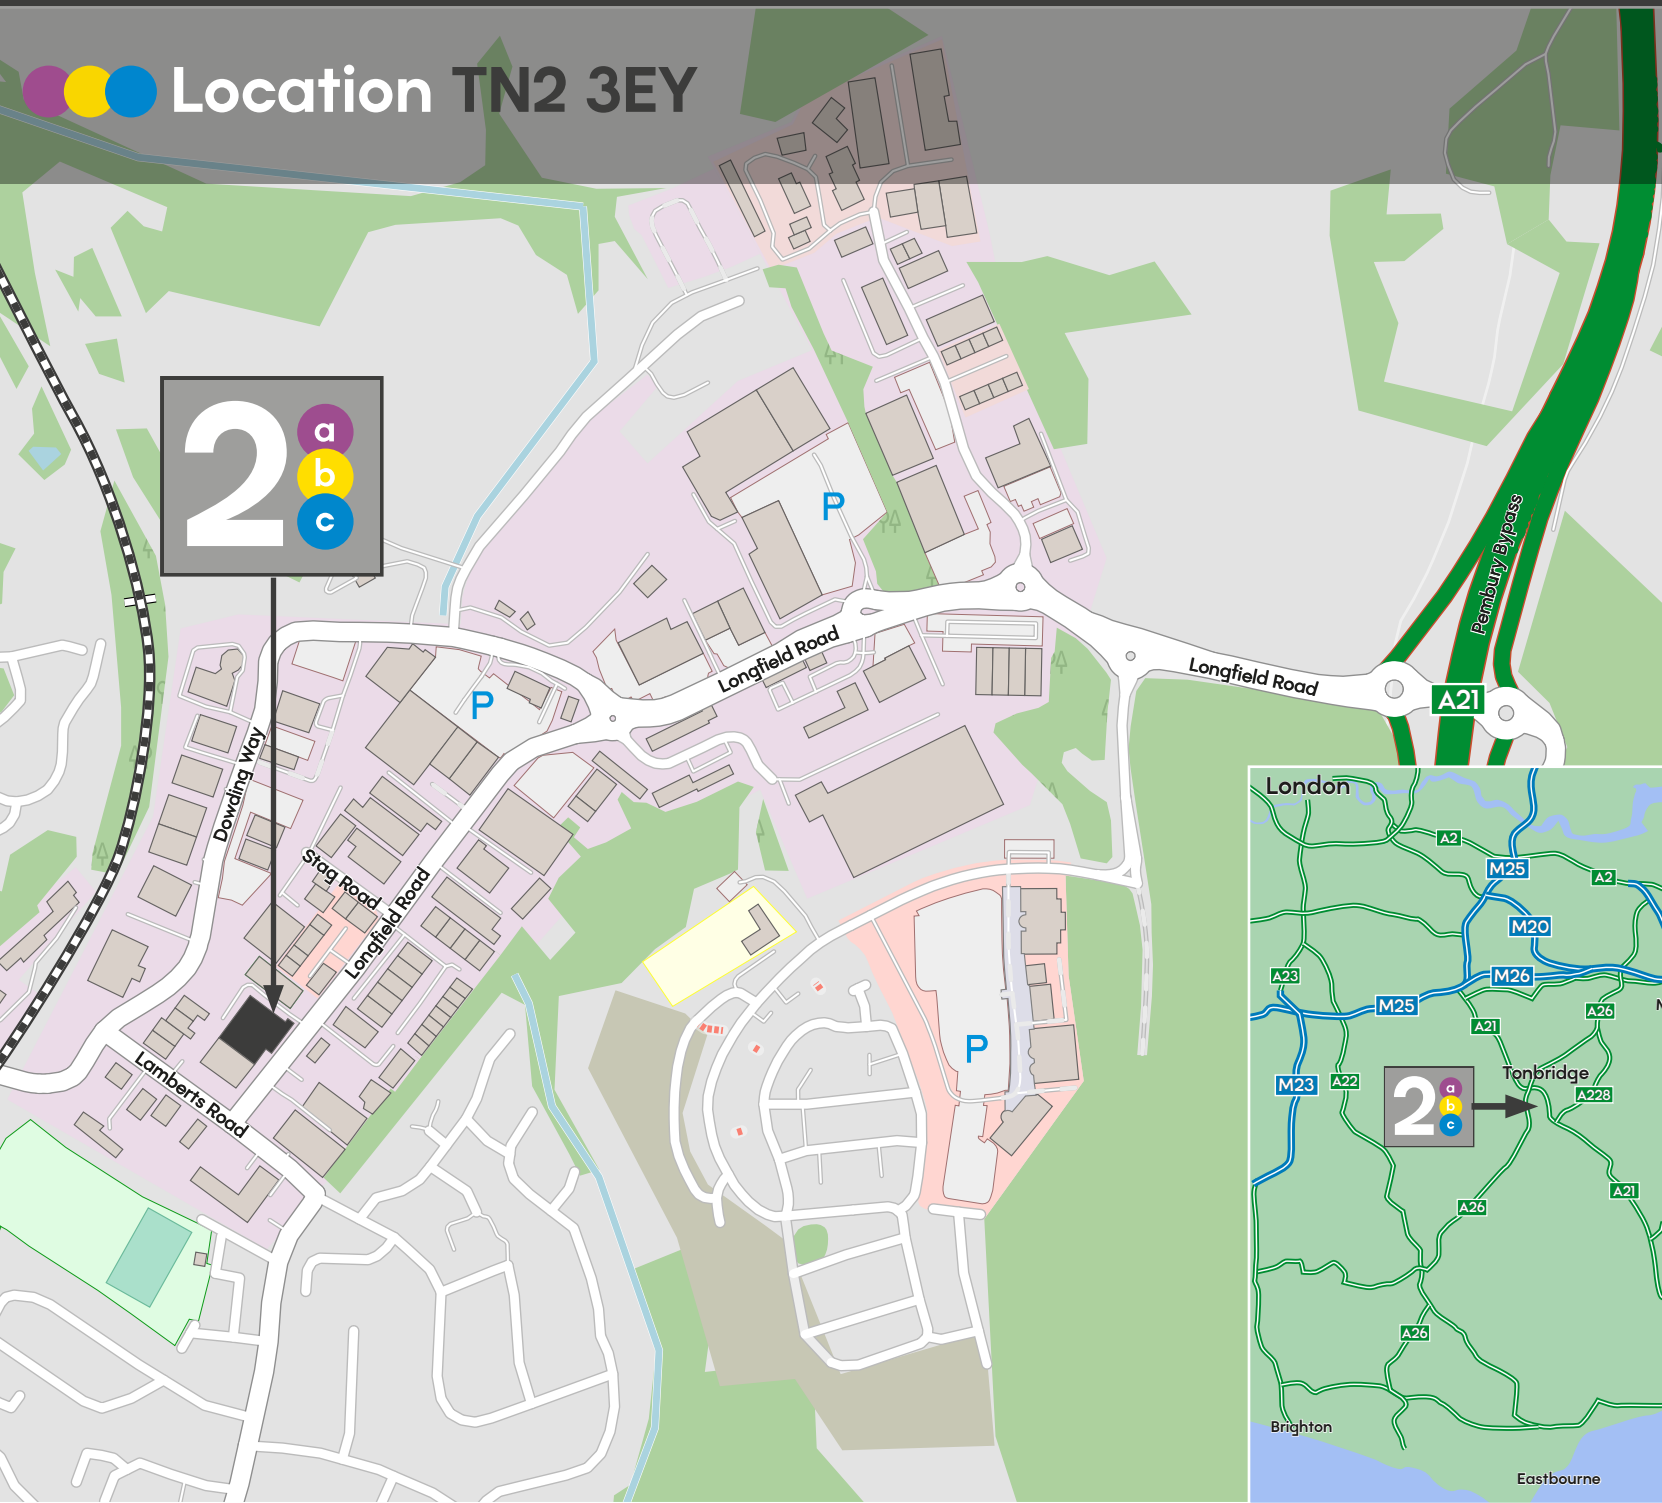 Location TN2 3EY
2
a
b
c
P
P
P
Pembury Bypass
Longfield Road
Longfield Road
A21
Dowding Way
Stag Road
Longfield Road
Lamberts Road
London
A2
M25
A2
M20
A23
M26
M25
A26
A21
M23
A22
Tonbridge
A228
2
a
b
c
A21
A26
A26
Brighton
Eastbourne